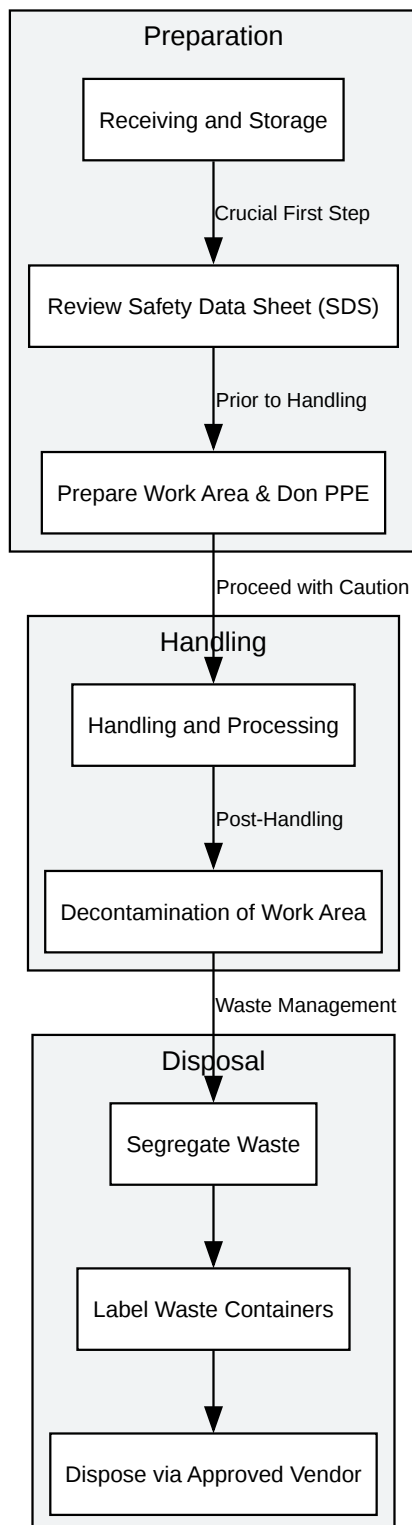 Preparation
Receiving and Storage
Crucial First Step
Review Safety Data Sheet (SDS)
Prior to Handling
Prepare Work Area & Don PPE
Proceed with Caution
Handling
Handling and Processing
Post-Handling
Decontamination of Work Area
Waste Management
Disposal
Segregate Waste
Label Waste Containers
Dispose via Approved Vendor